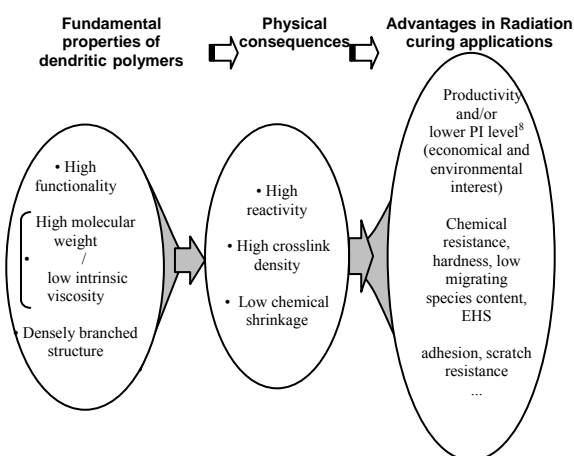 Fundamental
properties of
dendritic polymers
Physical
consequences
Advantages in Radiation
curing applications
• High
functionality
High molecular
weight
/
•
low intrinsic
viscosity
• Densely branched
structure
• High
reactivity
• High crosslink
density
• Low chemical
shrinkage
Productivity
and/or
lower PI level⁸
(economical and
environmental
interest)
Chemical
resistance,
hardness, low
migrating
species content,
EHS
adhesion, scratch
resistance
...